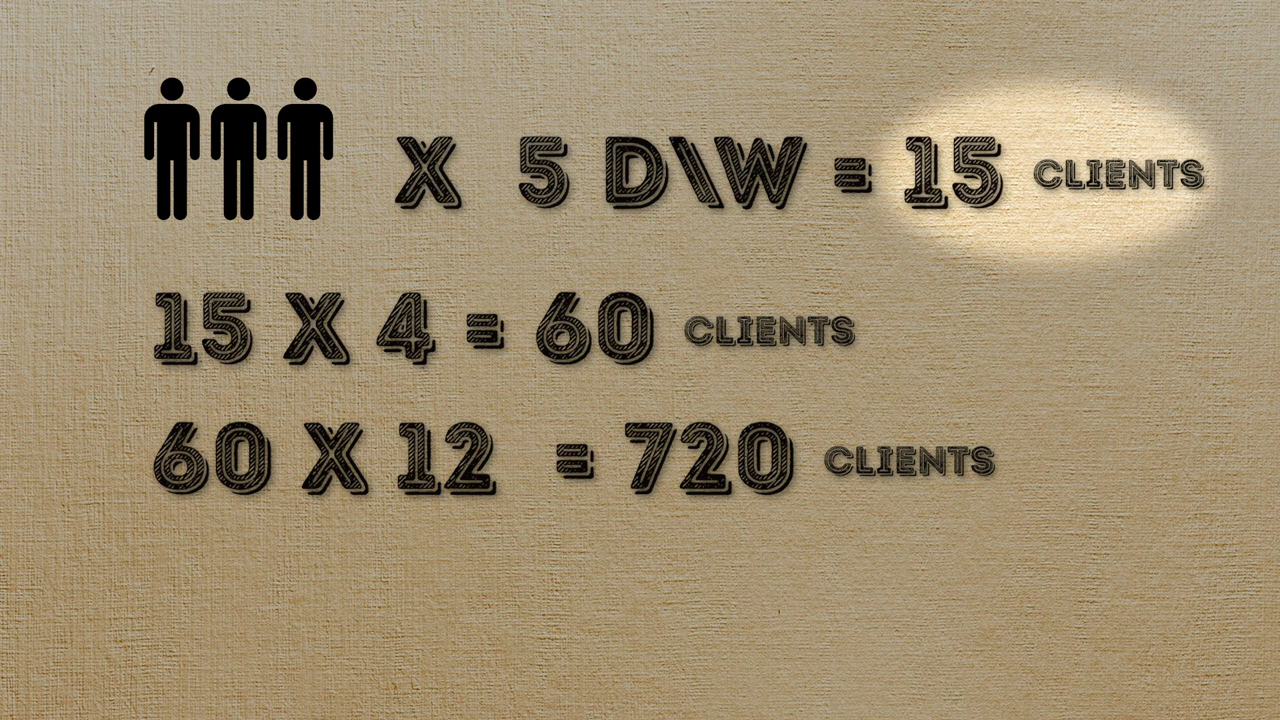 X 5 D\W = 15 CLIENTS
15 X 4 = 60 CLIENTS
60 X 12 = 720 CLIENTS